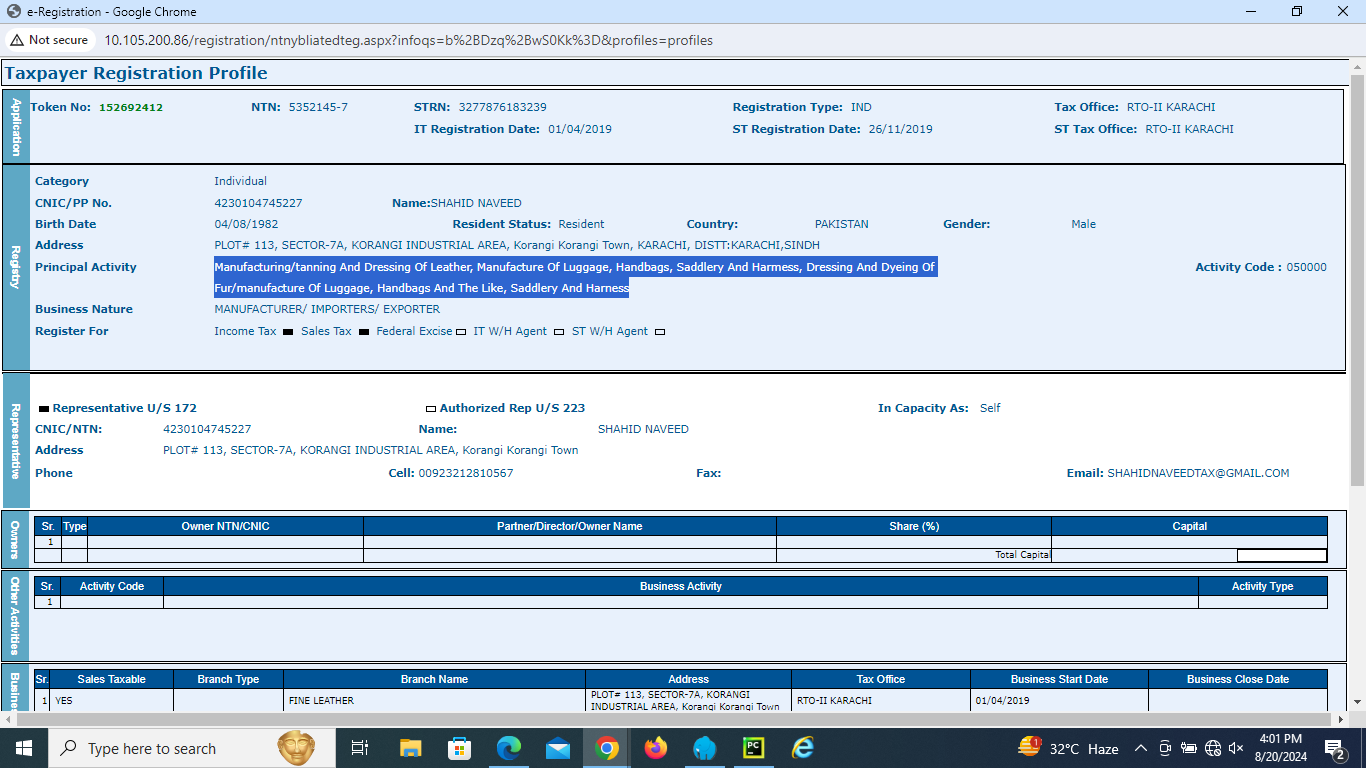 e-Registration - Google Chrome
Not secure 10.105.200.86/registration/ntnybliatedteg.aspx?infoqs=b%2BDzq%2BwS0Kk%3D&profiles=profiles
Taxpayer Registration Profile
Application
Token No: 152692412 NTN: 5352145-7 STRN: 3277876183239 Registration Type: IND Tax Office: RTO-II KARACHI
IT Registration Date: 01/04/2019 ST Registration Date: 26/11/2019 ST Tax Office: RTO-II KARACHI
Registry
Category Individual
CNIC/PP No. 4230104745227 Name:SHAHID NAVEED
Birth Date 04/08/1982 Resident Status: Resident Country: PAKISTAN Gender: Male
Address PLOT# 113, SECTOR-7A, KORANGI INDUSTRIAL AREA, Korangi Korangi Town, KARACHI, DISTT:KARACHI,SINDH
Principal Activity Manufacturing/tanning And Dressing Of Leather, Manufacture Of Luggage, Handbags, Saddlery And Harmess, Dressing And Dyeing Of Activity Code : 050000
Fur/manufacture Of Luggage, Handbags And The Like, Saddlery And Harness
Business Nature MANUFACTURER/ IMPORTERS/ EXPORTER
Register For Income Tax Sales Tax Federal Excise IT W/H Agent ST W/H Agent
Representative
Representative U/S 172 Authorized Rep U/S 223 In Capacity As: Self
CNIC/NTN: 4230104745227 Name: SHAHID NAVEED
Address PLOT# 113, SECTOR-7A, KORANGI INDUSTRIAL AREA, Korangi Korangi Town
Phone Cell: 00923212810567 Fax: Email: SHAHIDNAVEEDTAX@GMAIL.COM
Owners
Sr. Type Owner NTN/CNIC Partner/Director/Owner Name Share (%) Capital
1
Total Capital
Other Activities
Sr. Activity Code Business Activity Activity Type
1
Sr. Sales Taxable Branch Type Branch Name Address Tax Office Business Start Date Business Close Date
1 YES FINE LEATHER PLOT# 113, SECTOR-7A, KORANGI RTO-II KARACHI 01/04/2019
INDUSTRIAL AREA, Korangi Korangi Town
Type here to search
1
PC
32°C Haze
4:01 PM
8/20/2024
2